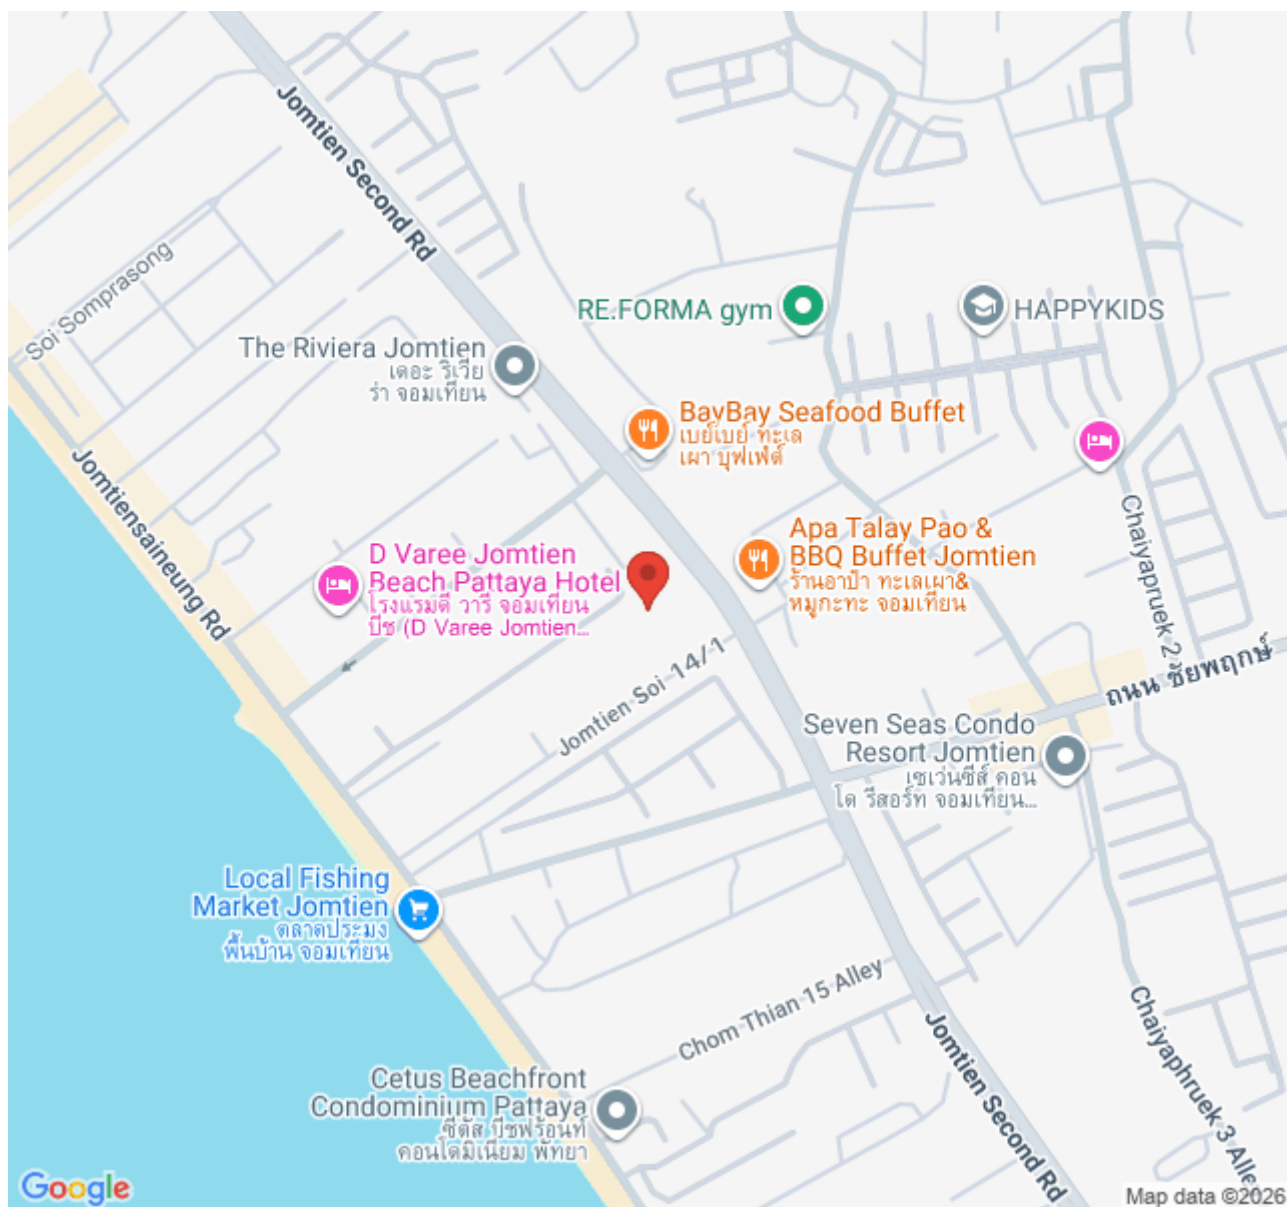 Jomtien Second Rd
Soi Somprasong
RE.FORMA gym
HAPPYKIDS
The Riviera Jomtien
เดอะ ริเวีย
ร่า จอมเทียน
BayBay Seafood Buffet
เบย์เบย์ ทะเล
เผา บุฟเฟ่ต์
Jomtiensaineung Rd
Chaiyapruek 2
Apa Talay Pao &
BBQ Buffet Jomtien
ร้านอาป๋า ทะเลเผา&
หมูกะทะ จอมเทียน
D Varee Jomtien
Beach Pattaya Hotel
โรงแรมดี วารี จอมเทียน
บีช (D Varee Jomtien...
ถนน ชัยพฤกษ์
Jomtien Soi 14/1
Seven Seas Condo
Resort Jomtien
เซเว่นซีส์ คอน
โด รีสอร์ท จอมเทียน...
Local Fishing
Market Jomtien
ตลาดประมง
พื้นบ้าน จอมเทียน
Chom Thian 15 Alley
Jomtien Second Rd
Chaiyaphruek 3 Alley
Cetus Beachfront
Condominium Pattaya
ซีตัส บีชฟร้อนท์
คอนโดมิเนียม พัทยา
Google
Map data ©2026